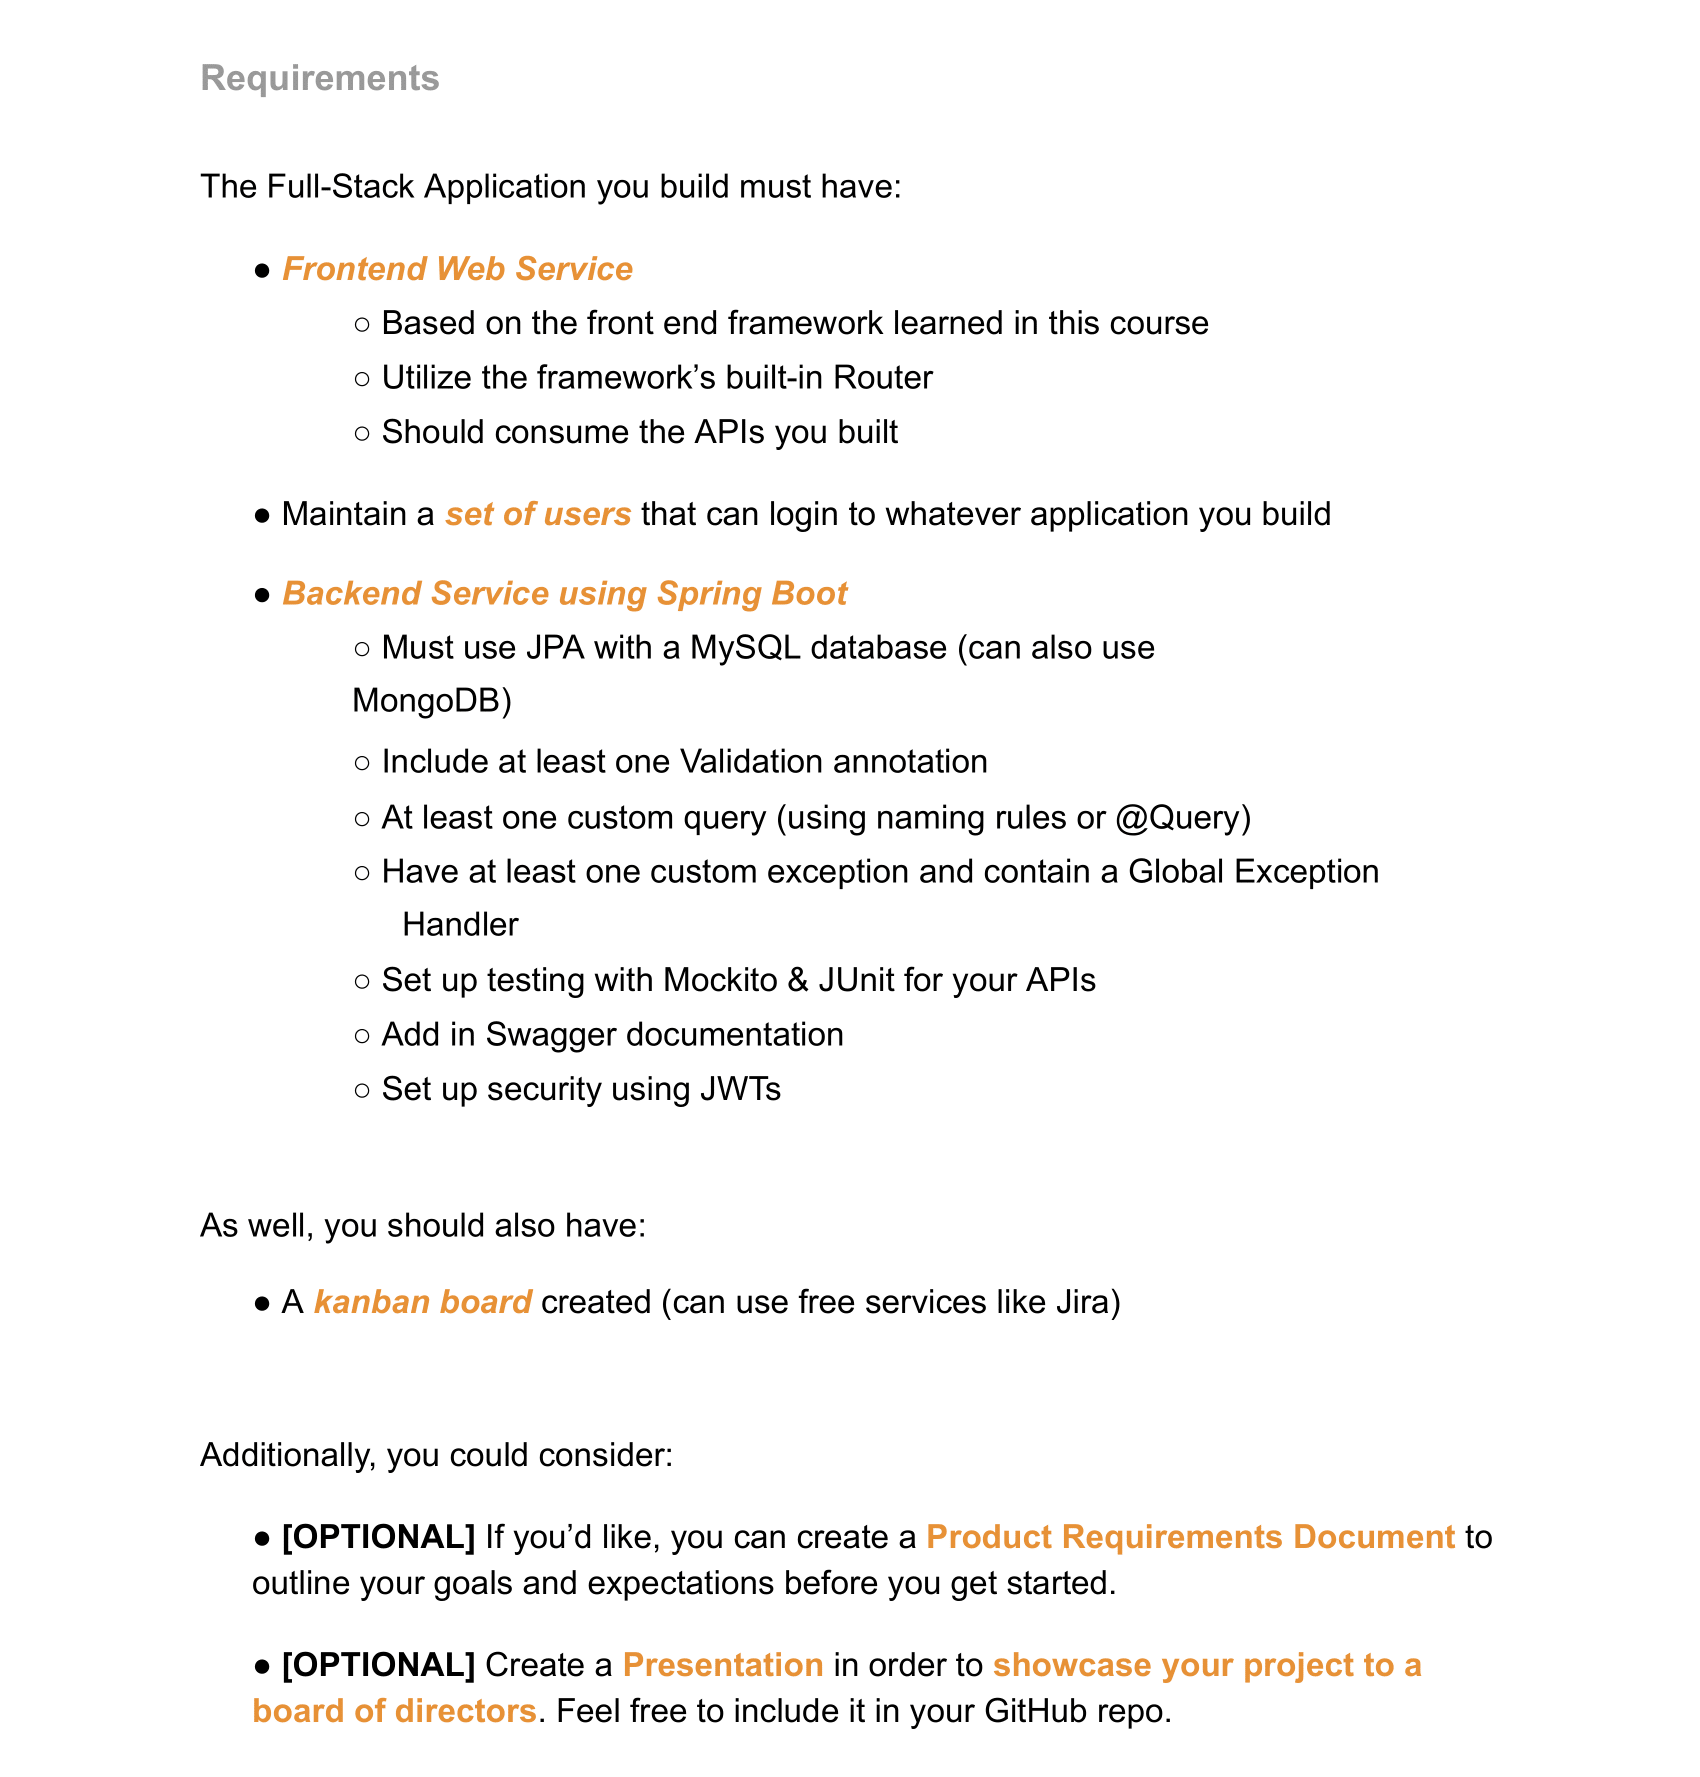 Requirements
The Full-Stack Application you build must have:
● Frontend Web Service
○ Based on the front end framework learned in this course
○ Utilize the framework’s built-in Router
○ Should consume the APIs you built
● Maintain a set of users that can login to whatever application you build
● Backend Service using Spring Boot
○ Must use JPA with a MySQL database (can also use
MongoDB)
○ Include at least one Validation annotation
○ At least one custom query (using naming rules or @Query)
○ Have at least one custom exception and contain a Global Exception
Handler
○ Set up testing with Mockito & JUnit for your APIs
○ Add in Swagger documentation
○ Set up security using JWTs
As well, you should also have:
● A kanban board created (can use free services like Jira)
Additionally, you could consider:
● [OPTIONAL] If you’d like, you can create a Product Requirements Document to
outline your goals and expectations before you get started.
● [OPTIONAL] Create a Presentation in order to showcase your project to a
board of directors. Feel free to include it in your GitHub repo.